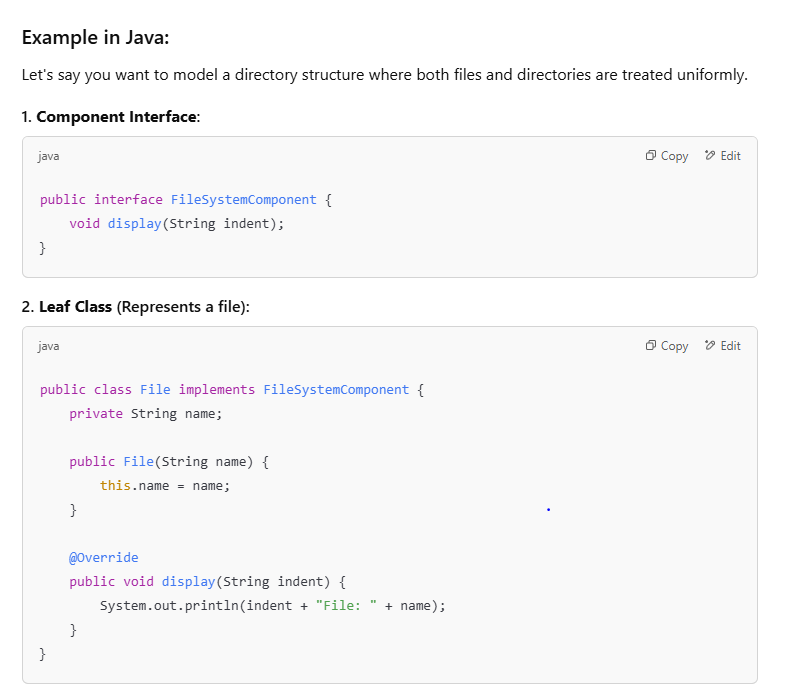 Example in Java:
Let's say you want to model a directory structure where both files and directories are treated uniformly.
1. Component Interface:
java
Copy
Edit
public interface FileSystemComponent {
    void display(String indent);
}
2. Leaf Class (Represents a file):
java
Copy
Edit
public class File implements FileSystemComponent {
    private String name;
    public File(String name) {
        this.name = name;
    }
    @Override
    public void display(String indent) {
        System.out.println(indent + "File: " + name);
    }
}